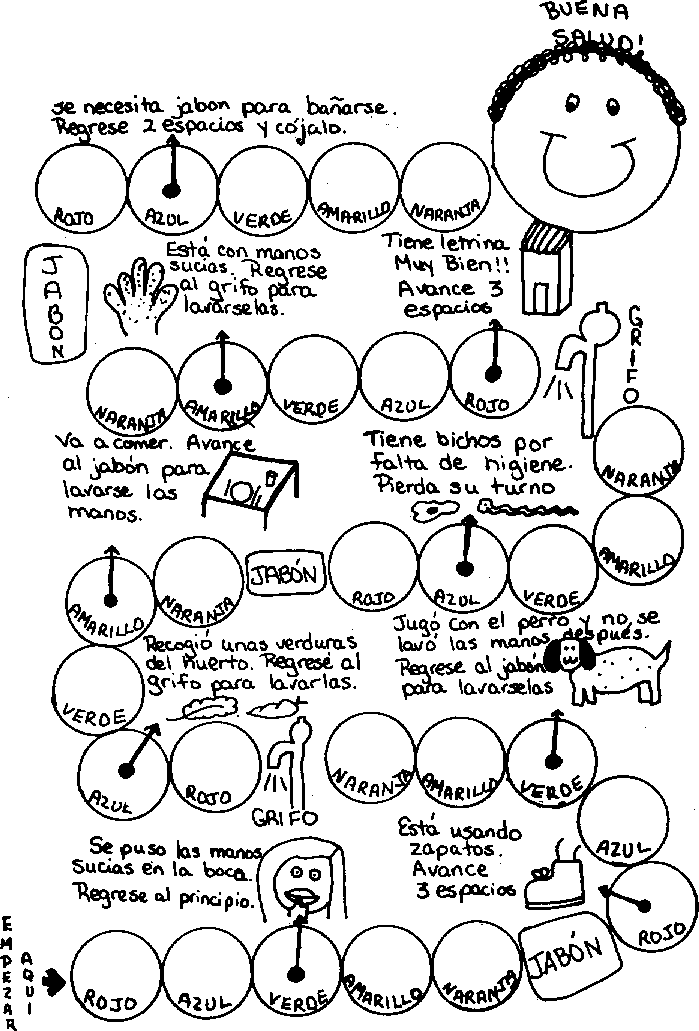 BUENA
SALUD!
se necesita jabon para bañarse.
Regrese 2 espacios y cójalo.
ROJO
AZUL
VERDE
AMARILLO
NARANJA
JABON
Está con manos
sucias. Regrese
al grifo para
lavárselas.
Tiene letrina
Muy Bien!!
Avance 3
espacios
GRIFO
NARANJA
AMARILLO
VERDE
AZUL
ROJO
NARANJA
Va a comer. Avance
al jabón para
lavarse las
manos.
Tiene bichos por
falta de higiene.
Pierda su turno
AMARILLO
AMARILLO
NARANJA
JABÓN
ROJO
AZUL
VERDE
Recogió unas verduras
del huerto. Regrese al
grifo para lavarlas.
Jugó con el perro y no se
lavó las manos después.
Regrese al jabon
para lavarselas
VERDE
AZUL
ROJO
GRIFO
NARANJA
AMARILLO
VERDE
AZUL
Se puso las manos
sucias en la boca.
Regrese al principio.
Está usando
zapatos.
Avance
3 espacios
ROJO
EMPEZAR
AQUI
ROJO
AZUL
VERDE
AMARILLO
NARANJA
JABÓN